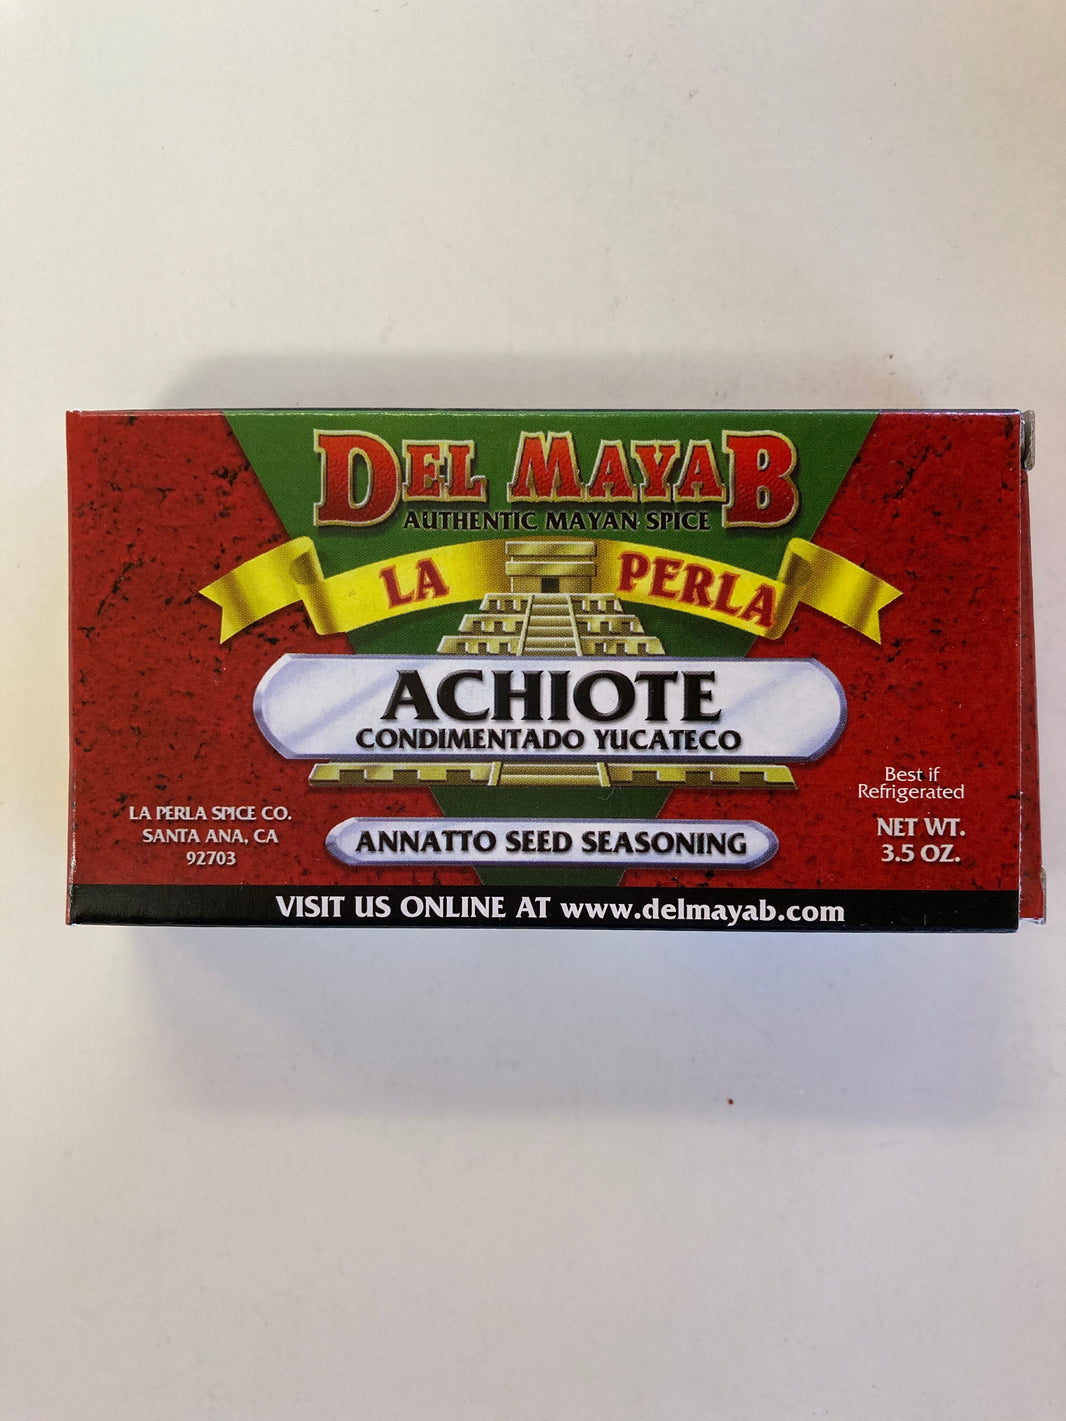 DEL MAYAB
AUTHENTIC MAYAN SPICE
LA PERLA
ACHIOTE
CONDIMENTADO YUCATECO
Best if
Refrigerated
LA PERLA SPICE CO.
SANTA ANA, CA
92703
ANNATTO SEED SEASONING
NET WT.
3.5 OZ.
VISIT US ONLINE AT www.delmayab.com